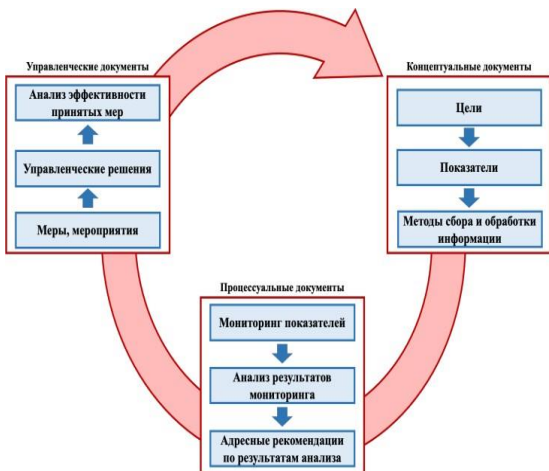 Управленческие документы
Анализ эффективности
принятых мер
Управленческие решения
Меры, мероприятия
Концептуальные документы
Цели
Показатели
Методы сбора и обработки
информации
Процессуальные документы
Мониторинг показателей
Анализ результатов
мониторинга
Адресные рекомендации
по результатам анализа